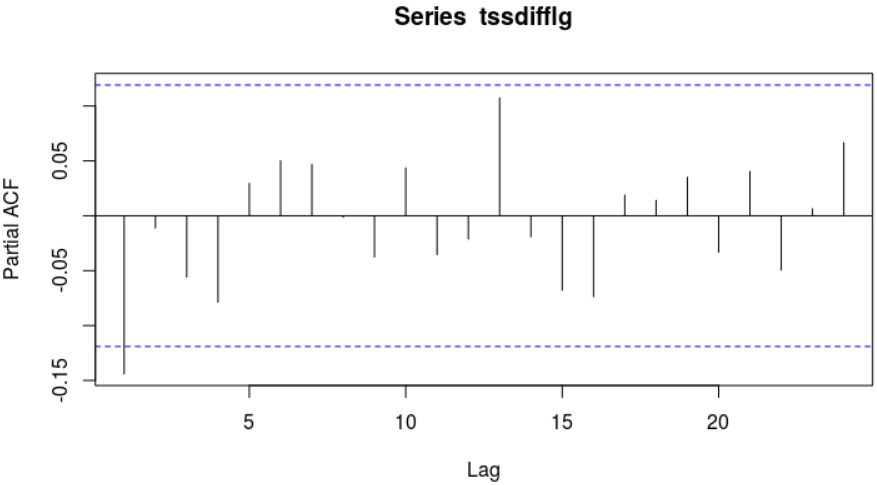 Series tssdifflg
Partial ACF
0.05
-0.05
-0.15
5 10 15 20
Lag